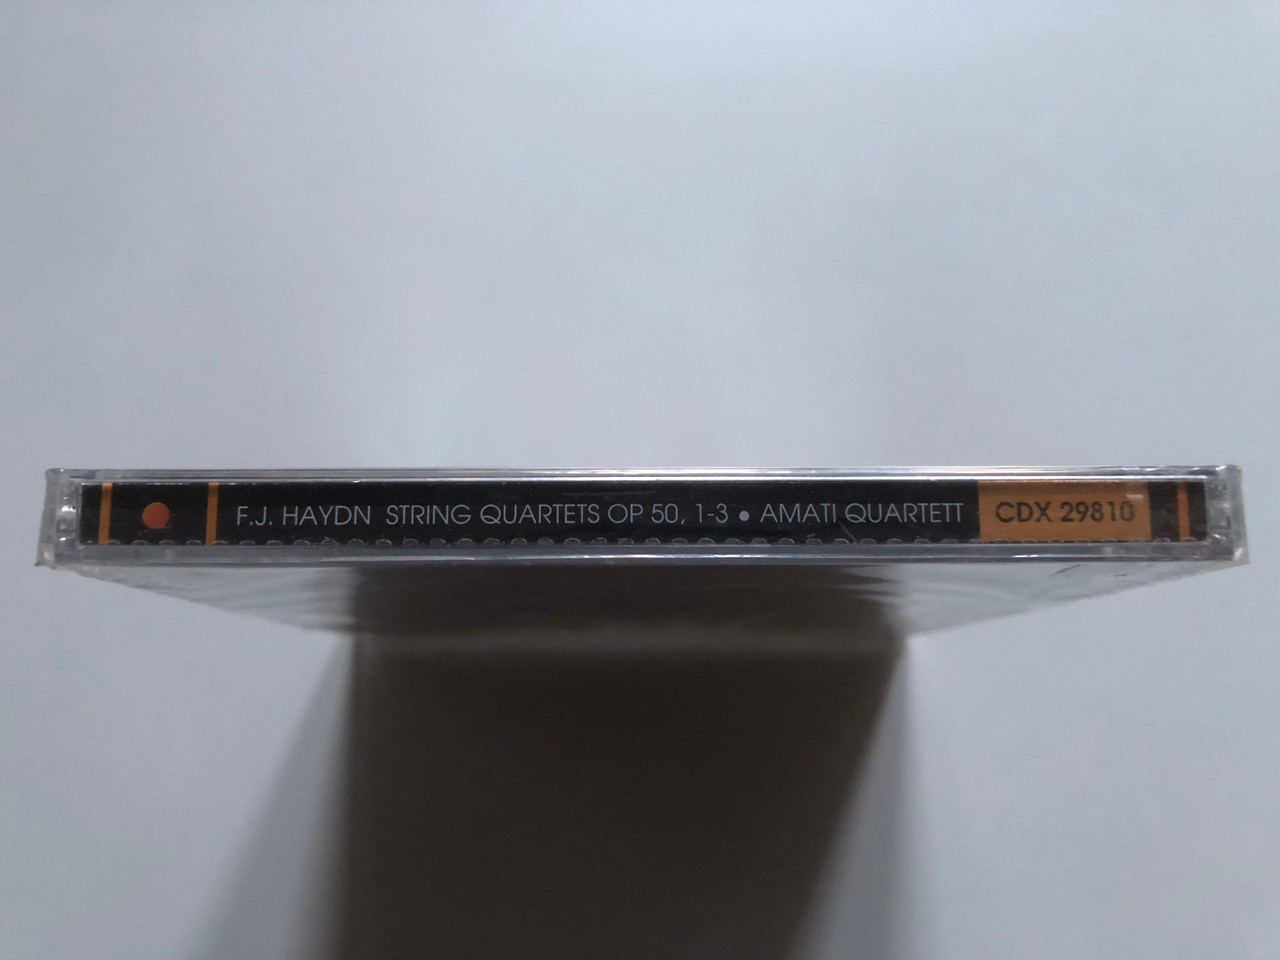 F.J. HAYDN STRING QUARTETS OP 50, 1-3 • AMATI QUARTETT CDX 29810